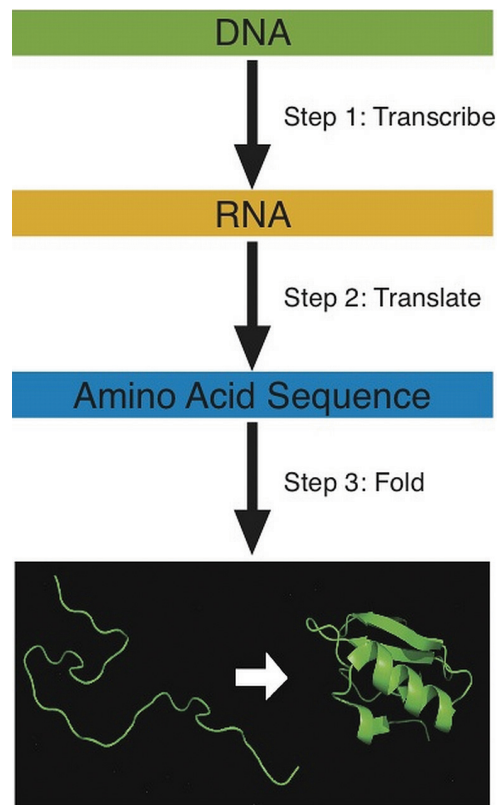 DNA
Step 1: Transcribe
RNA
Step 2: Translate
Amino Acid Sequence
Step 3: Fold